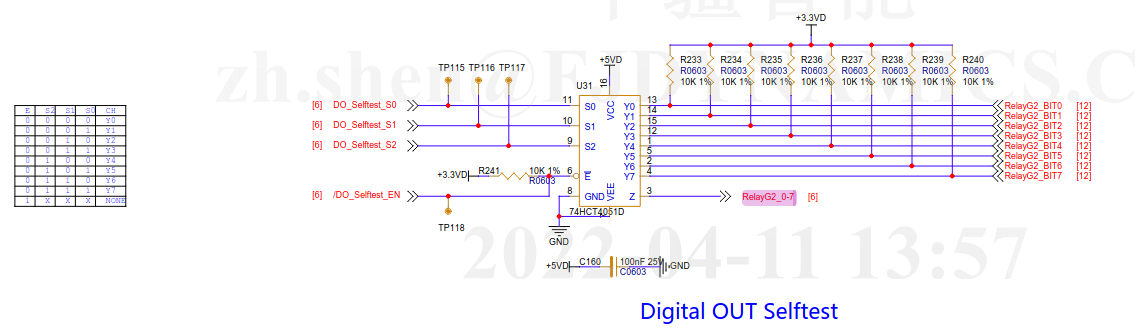 zh.shen@EJDYNAMICS.C
2022-04-11 13:57
+3.3VD
R233 R234 R235 R236 R237 R238 R239 R240
R0603 R0603 R0603 R0603 R0603 R0603 R0603 R0603
10K 1% 10K 1% 10K 1% 10K 1% 10K 1% 10K 1% 10K 1% 10K 1%
TP115 TP116 TP117
+5VD
U31
16
VCC
E S2 S1 S0 CH
0 0 0 0 Y0
0 0 0 1 Y1
0 0 1 0 Y2
0 0 1 1 Y3
0 1 0 0 Y4
0 1 0 1 Y5
0 1 1 0 Y6
0 1 1 1 Y7
1 X X X NONE
[6] DO_Selftest_S0 11 S0
[6] DO_Selftest_S1 10 S1
[6] DO_Selftest_S2 9 S2
+3.3VD R241 10K 1% 6 E
R0603
[6] /DO_Selftest_EN 8 GND
VEE
7
TP118
74HCT4051D
GND
Y0 13 RelayG2_BIT0 [12]
Y1 14 RelayG2_BIT1 [12]
Y2 15 RelayG2_BIT2 [12]
Y3 12 RelayG2_BIT3 [12]
Y4 1 RelayG2_BIT4 [12]
Y5 5 RelayG2_BIT5 [12]
Y6 2 RelayG2_BIT6 [12]
Y7 4 RelayG2_BIT7 [12]
Z 3 RelayG2_0-7 [6]
+5VD C160 100nF 25V GND
C0603
Digital OUT Selftest